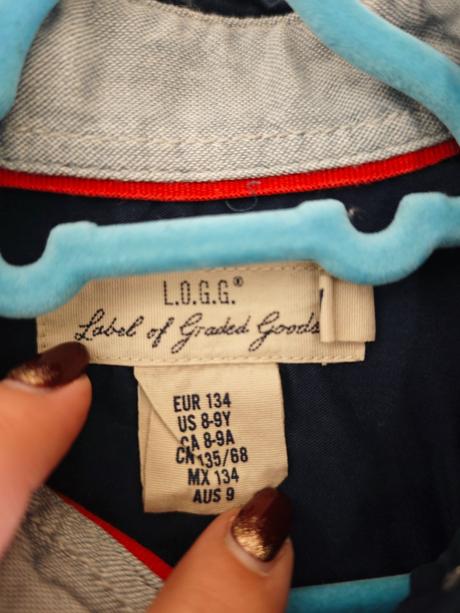 L.O.G.G.®
Label of Graded Goods
EUR 134
US 8-9Y
CA 8-9A
CN 135/68
MX 134
AUS 9